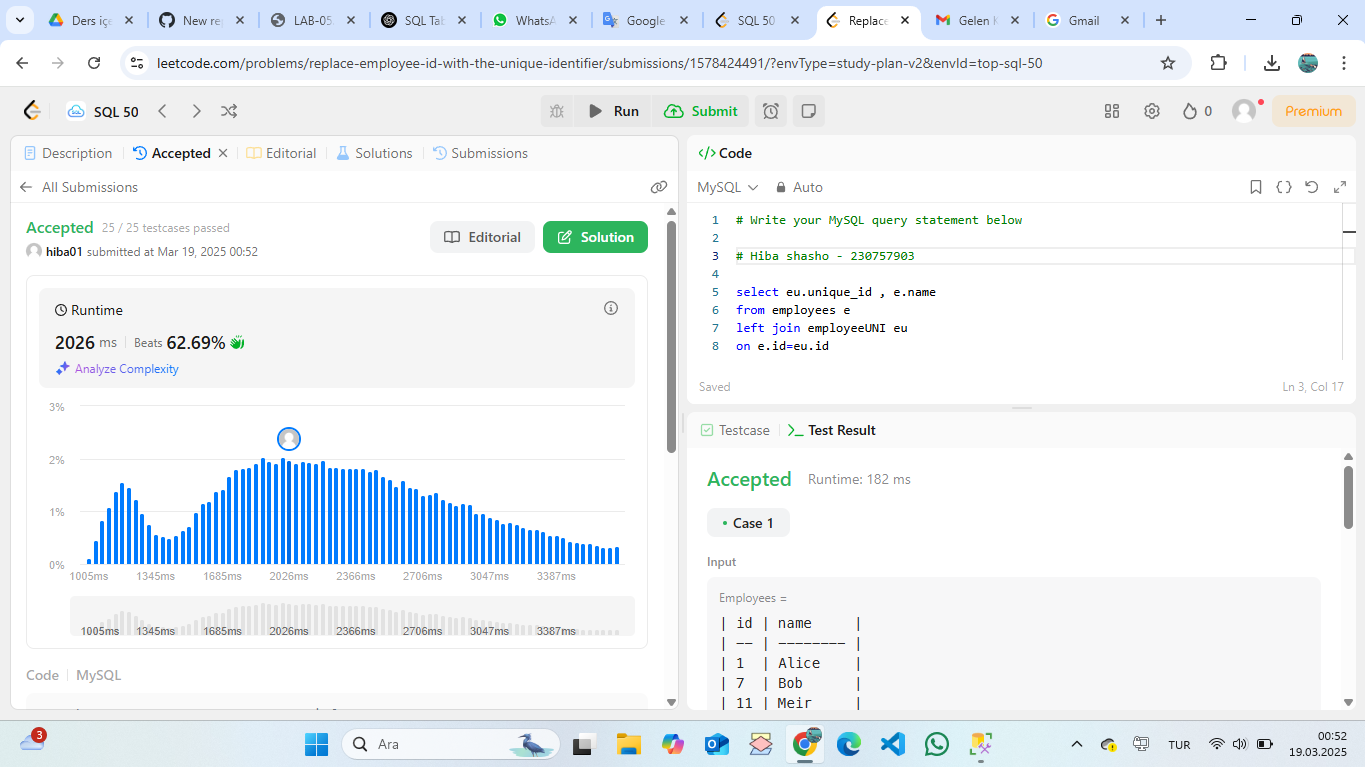 Ders içe
New re
LAB-05
SQL Tab
WhatsA
Google
SQL 50
Replace
Gelen K
Gmail
leetcode.com/problems/replace-employee-id-with-the-unique-identifier/submissions/1578424491/?envType=study-plan-v2&envId=top-sql-50
SQL 50
Run
Submit
0
Premium
Description
Accepted
Editorial
Solutions
Submissions
All Submissions
Accepted 25 / 25 testcases passed
hiba01 submitted at Mar 19, 2025 00:52
Editorial
Solution
Runtime
2026 ms Beats 62.69%
Analyze Complexity
3%
2%
1%
0%
1005ms 1345ms 1685ms 2026ms 2366ms 2706ms 3047ms 3387ms
1005ms 1345ms 1685ms 2026ms 2366ms 2706ms 3047ms 3387ms
Code MySQL
</> Code
MySQL Auto
1 # Write your MySQL query statement below
2
3 # Hiba shasho - 230757903
4
5 select eu.unique_id , e.name
6 from employees e
7 left join employeeUNI eu
8 on e.id=eu.id
Saved
Ln 3, Col 17
Testcase
Test Result
Accepted Runtime: 182 ms
• Case 1
Input
Employees =
| id | name     |
| -- | -------- |
| 1  | Alice    |
| 7  | Bob      |
| 11 | Meir     |
3
Ara
TUR
00:52
19.03.2025